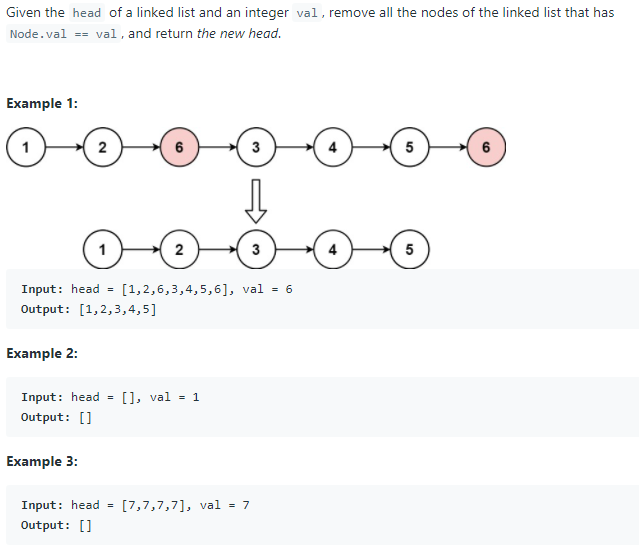 Given the head of a linked list and an integer val, remove all the nodes of the linked list that has
Node.val == val, and return the new head.
Example 1:
1 2 6 3 4 5 6
1 2 3 4 5
Input: head = [1,2,6,3,4,5,6], val = 6
Output: [1,2,3,4,5]
Example 2:
Input: head = [], val = 1
Output: []
Example 3:
Input: head = [7,7,7,7], val = 7
Output: []